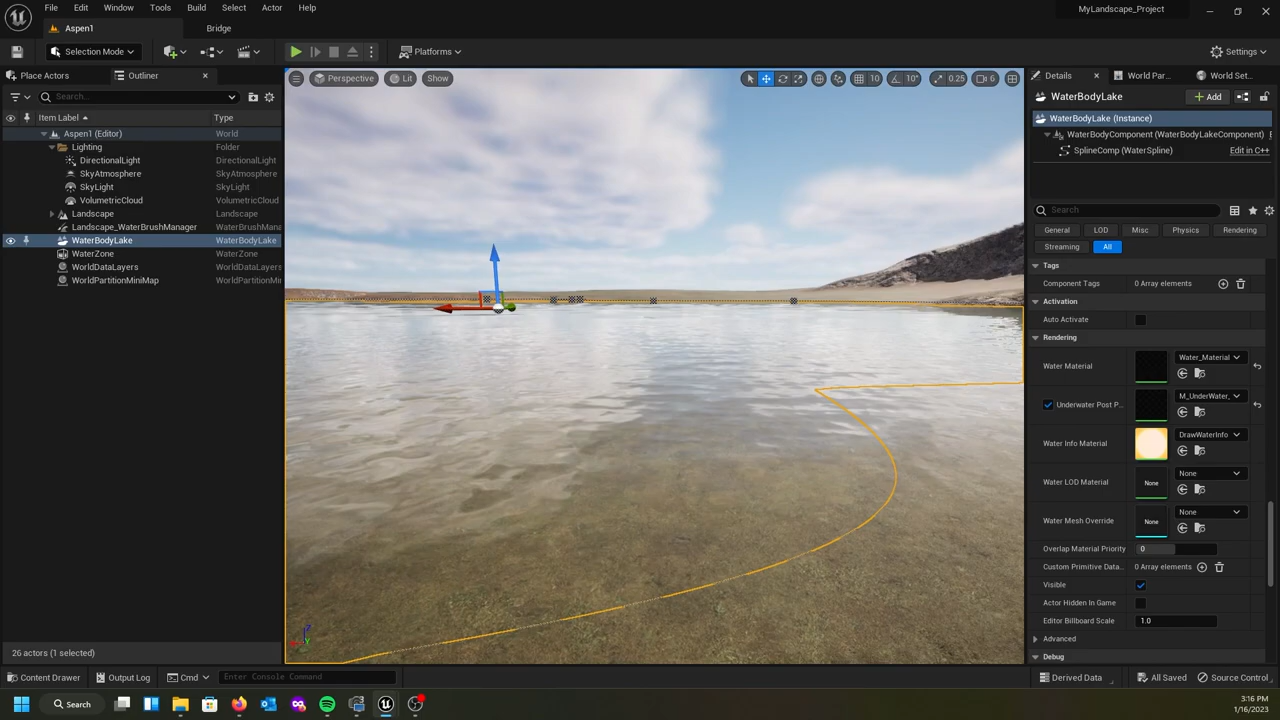 File
Edit
Window
Tools
Build
Select
Actor
Help
MyLandscape_Project
Aspen1
Bridge
Selection Mode
Platforms
Settings
Place Actors
Outliner
Search...
Item Label
Type
Aspen1 (Editor)
World
Lighting
Folder
DirectionalLight
DirectionalLight
SkyAtmosphere
SkyAtmosphere
SkyLight
SkyLight
VolumetricCloud
VolumetricCloud
Landscape
Landscape
Landscape_WaterBrushManager
WaterBrushMana
WaterBodyLake
WaterBodyLake
WaterZone
WaterZone
WorldDataLayers
WorldDataLayers
WorldPartitionMiniMap
WorldPartitionMi
26 actors (1 selected)
Perspective
Lit
Show
10
10°
0.25
6
Details
World Par...
World Set...
WaterBodyLake
Add
WaterBodyLake (Instance)
WaterBodyComponent (WaterBodyLakeComponent)
SplineComp (WaterSpline)
Edit in C++
Search
General
LOD
Misc
Physics
Rendering
Streaming
All
Tags
Component Tags
0 Array elements
Activation
Auto Activate
Rendering
Water Material
Water_Material
Underwater Post P...
M_UnderWater_
Water Info Material
DrawWaterInfo
Water LOD Material
None
None
Water Mesh Override
None
None
Overlap Material Priority
0
Custom Primitive Data...
0 Array elements
Visible
Actor Hidden In Game
Editor Billboard Scale
1.0
Advanced
Debug
Content Drawer
Output Log
Cmd
Enter Console Command
Derived Data
All Saved
Source Control
Search
3:16 PM
1/16/2023